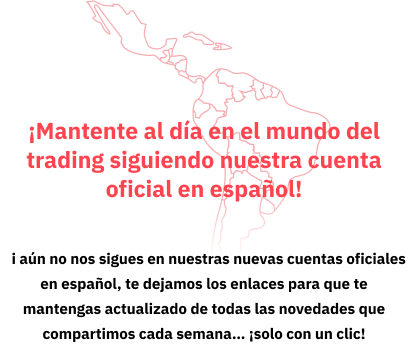 ¡Mantente al día en el mundo del
trading siguiendo nuestra cuenta
oficial en español!
i aún no nos sigues en nuestras nuevas cuentas oficiales
en español, te dejamos los enlaces para que te
mantengas actualizado de todas las novedades que
compartimos cada semana... ¡solo con un clic!